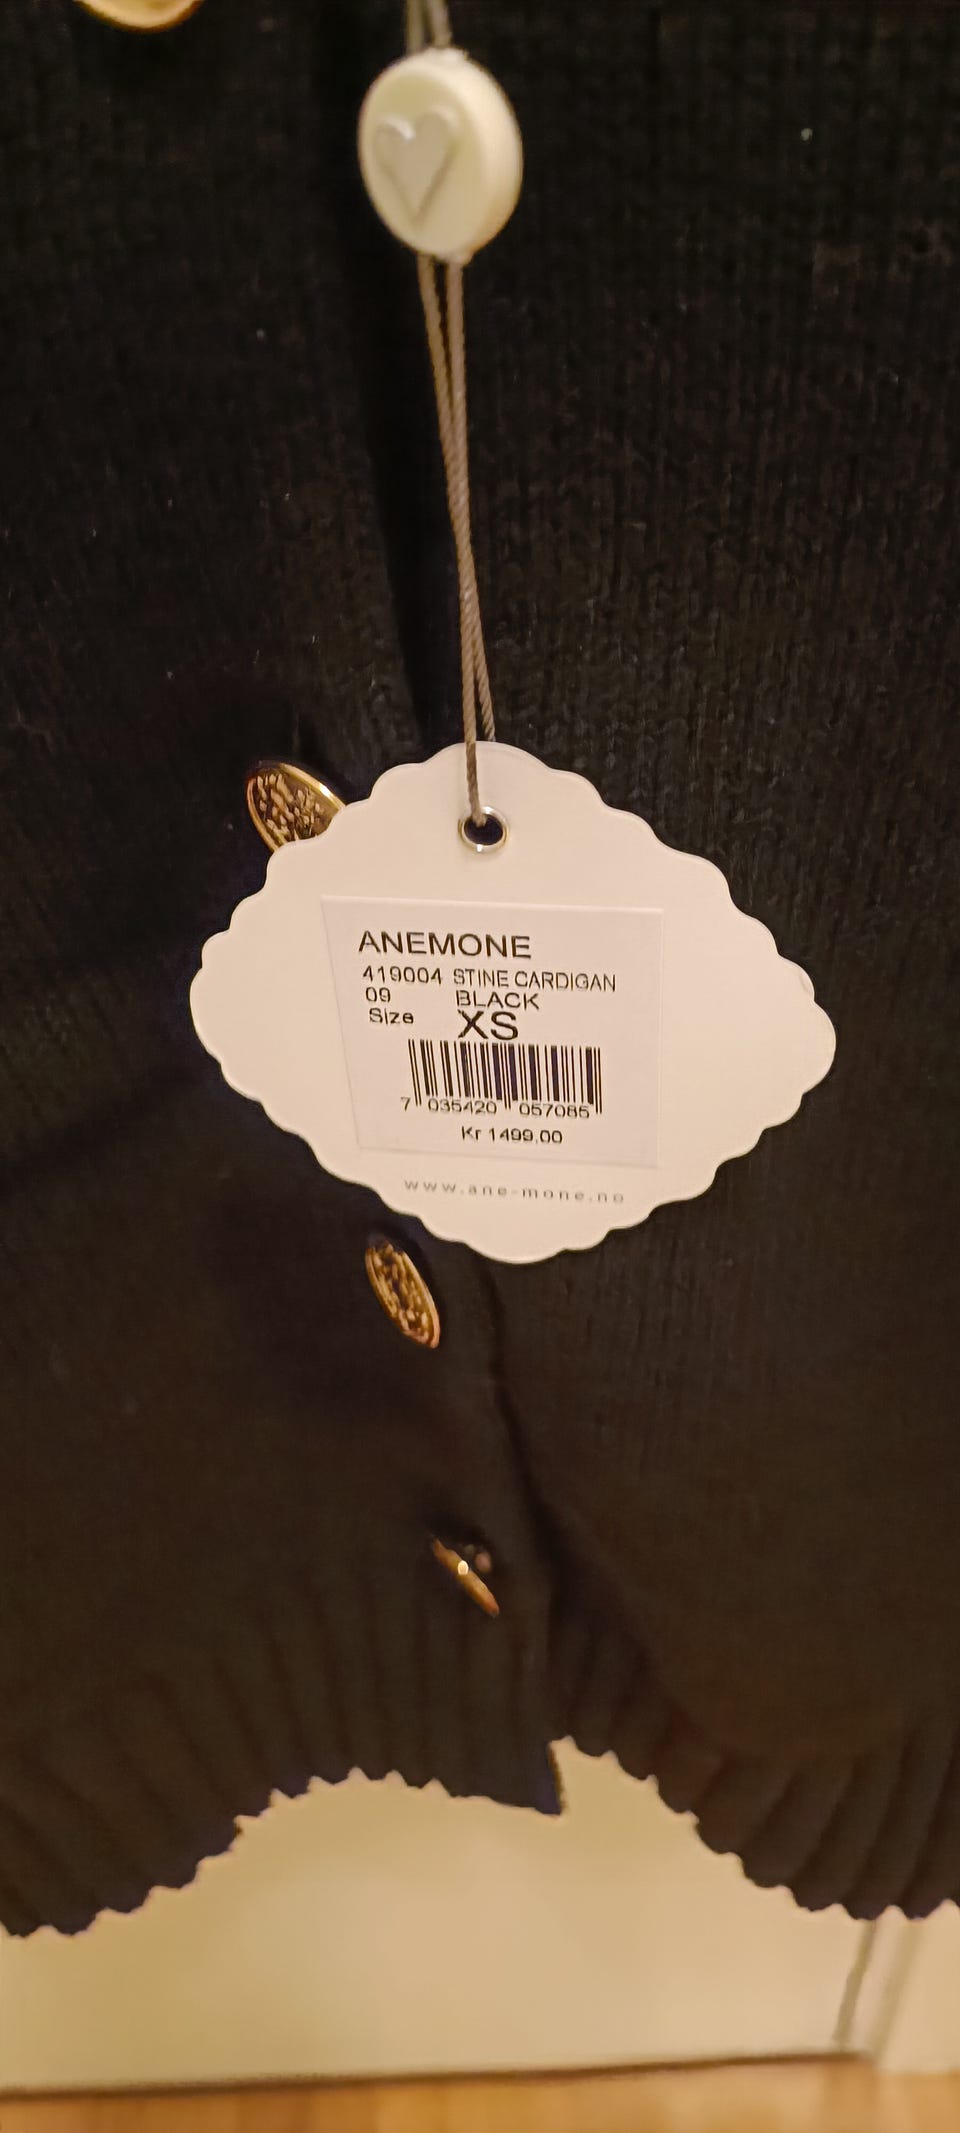 ANEMONE
419004 STINE CARDIGAN
09 BLACK
Size XS
7 035420 057085
Kr 1499,00
www.ane-mone.no